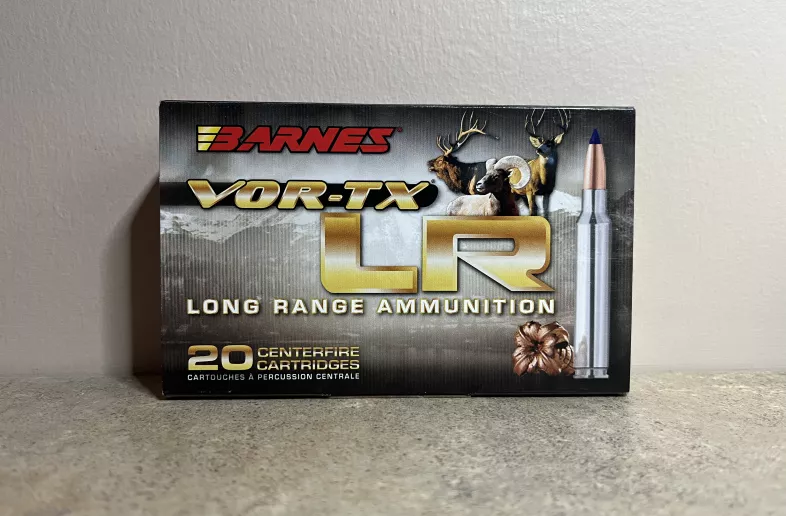 BARNES
VOR-TX
LR
LONG RANGE AMMUNITION
20 CENTERFIRE
CARTRIDGES
CARTOUCHES À PERCUSSION CENTRALE